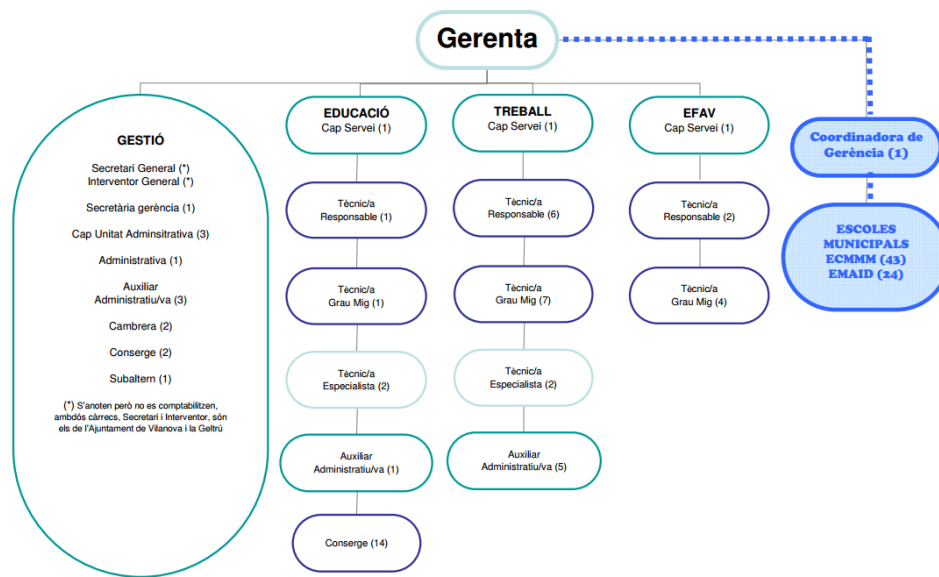 Gerenta
GESTIÓ
Secretari General (*)
Interventor General (*)
Secretària gerència (1)
Cap Unitat Adminsitrativa (3)
Administrativa (1)
Auxiliar
Administratiu/va (3)
Cambrera (2)
Conserge (2)
Subaltern (1)
(*) S'anoten però no es comptabilitzen,
ambdós càrrecs, Secretari i Interventor, són
els de l'Ajuntament de Vilanova i la Geltrú
EDUCACIÓ
Cap Servei (1)
Tècnic/a
Responsable (1)
Tècnic/a
Grau Mig (1)
Tècnic/a
Especialista (2)
Auxiliar
Administratiu/va (1)
Conserge (14)
TREBALL
Cap Servei (1)
Tècnic/a
Responsable (6)
Tècnic/a
Grau Mig (7)
Tècnic/a
Especialista (2)
Auxiliar
Administratiu/va (5)
EFAV
Cap Servei (1)
Tècnic/a
Responsable (2)
Tècnic/a
Grau Mig (4)
Coordinadora de
Gerència (1)
ESCOLES
MUNICIPALS
ECMMM (43)
EMAID (24)